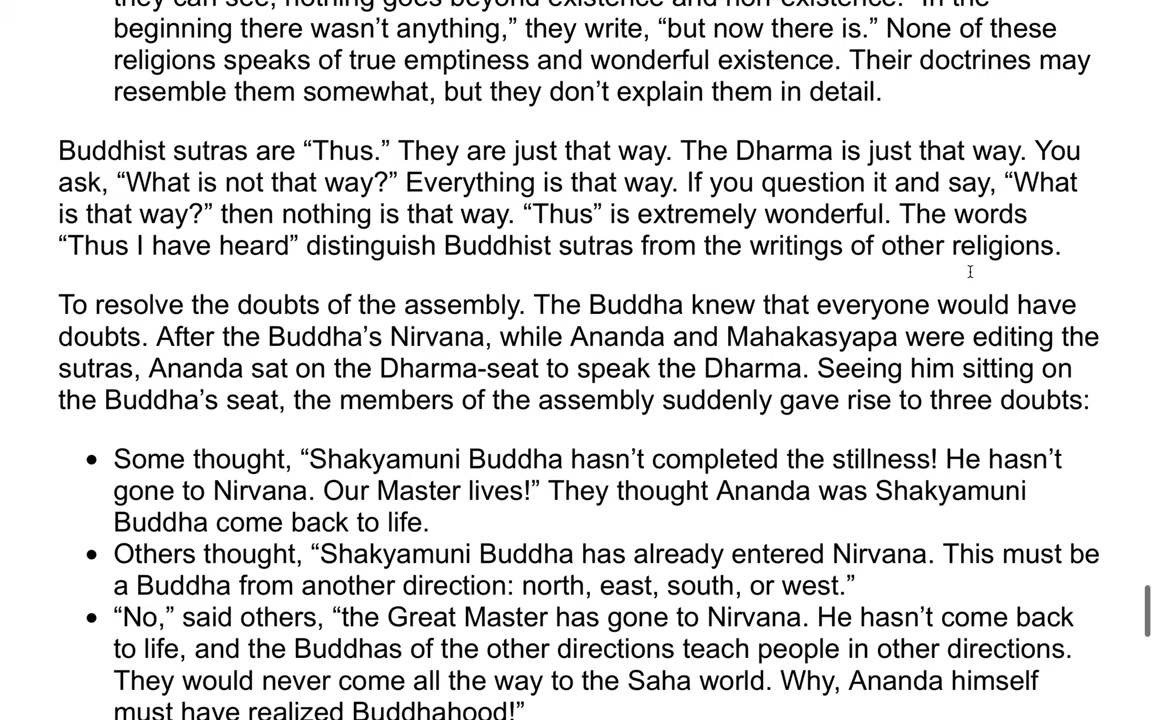 they can see, nothing goes beyond existence and non-existence. “In the
beginning there wasn’t anything,” they write, “but now there is.” None of these
religions speaks of true emptiness and wonderful existence. Their doctrines may
resemble them somewhat, but they don’t explain them in detail.
Buddhist sutras are “Thus.” They are just that way. The Dharma is just that way. You
ask, “What is not that way?” Everything is that way. If you question it and say, “What
is that way?” then nothing is that way. “Thus” is extremely wonderful. The words
“Thus I have heard” distinguish Buddhist sutras from the writings of other religions.
To resolve the doubts of the assembly. The Buddha knew that everyone would have
doubts. After the Buddha’s Nirvana, while Ananda and Mahakasyapa were editing the
sutras, Ananda sat on the Dharma-seat to speak the Dharma. Seeing him sitting on
the Buddha’s seat, the members of the assembly suddenly gave rise to three doubts:
• Some thought, “Shakyamuni Buddha hasn’t completed the stillness! He hasn’t
gone to Nirvana. Our Master lives!” They thought Ananda was Shakyamuni
Buddha come back to life.
• Others thought, “Shakyamuni Buddha has already entered Nirvana. This must be
a Buddha from another direction: north, east, south, or west.”
• “No,” said others, “the Great Master has gone to Nirvana. He hasn’t come back
to life, and the Buddhas of the other directions teach people in other directions.
They would never come all the way to the Saha world. Why, Ananda himself
must have realized Buddhahood!”